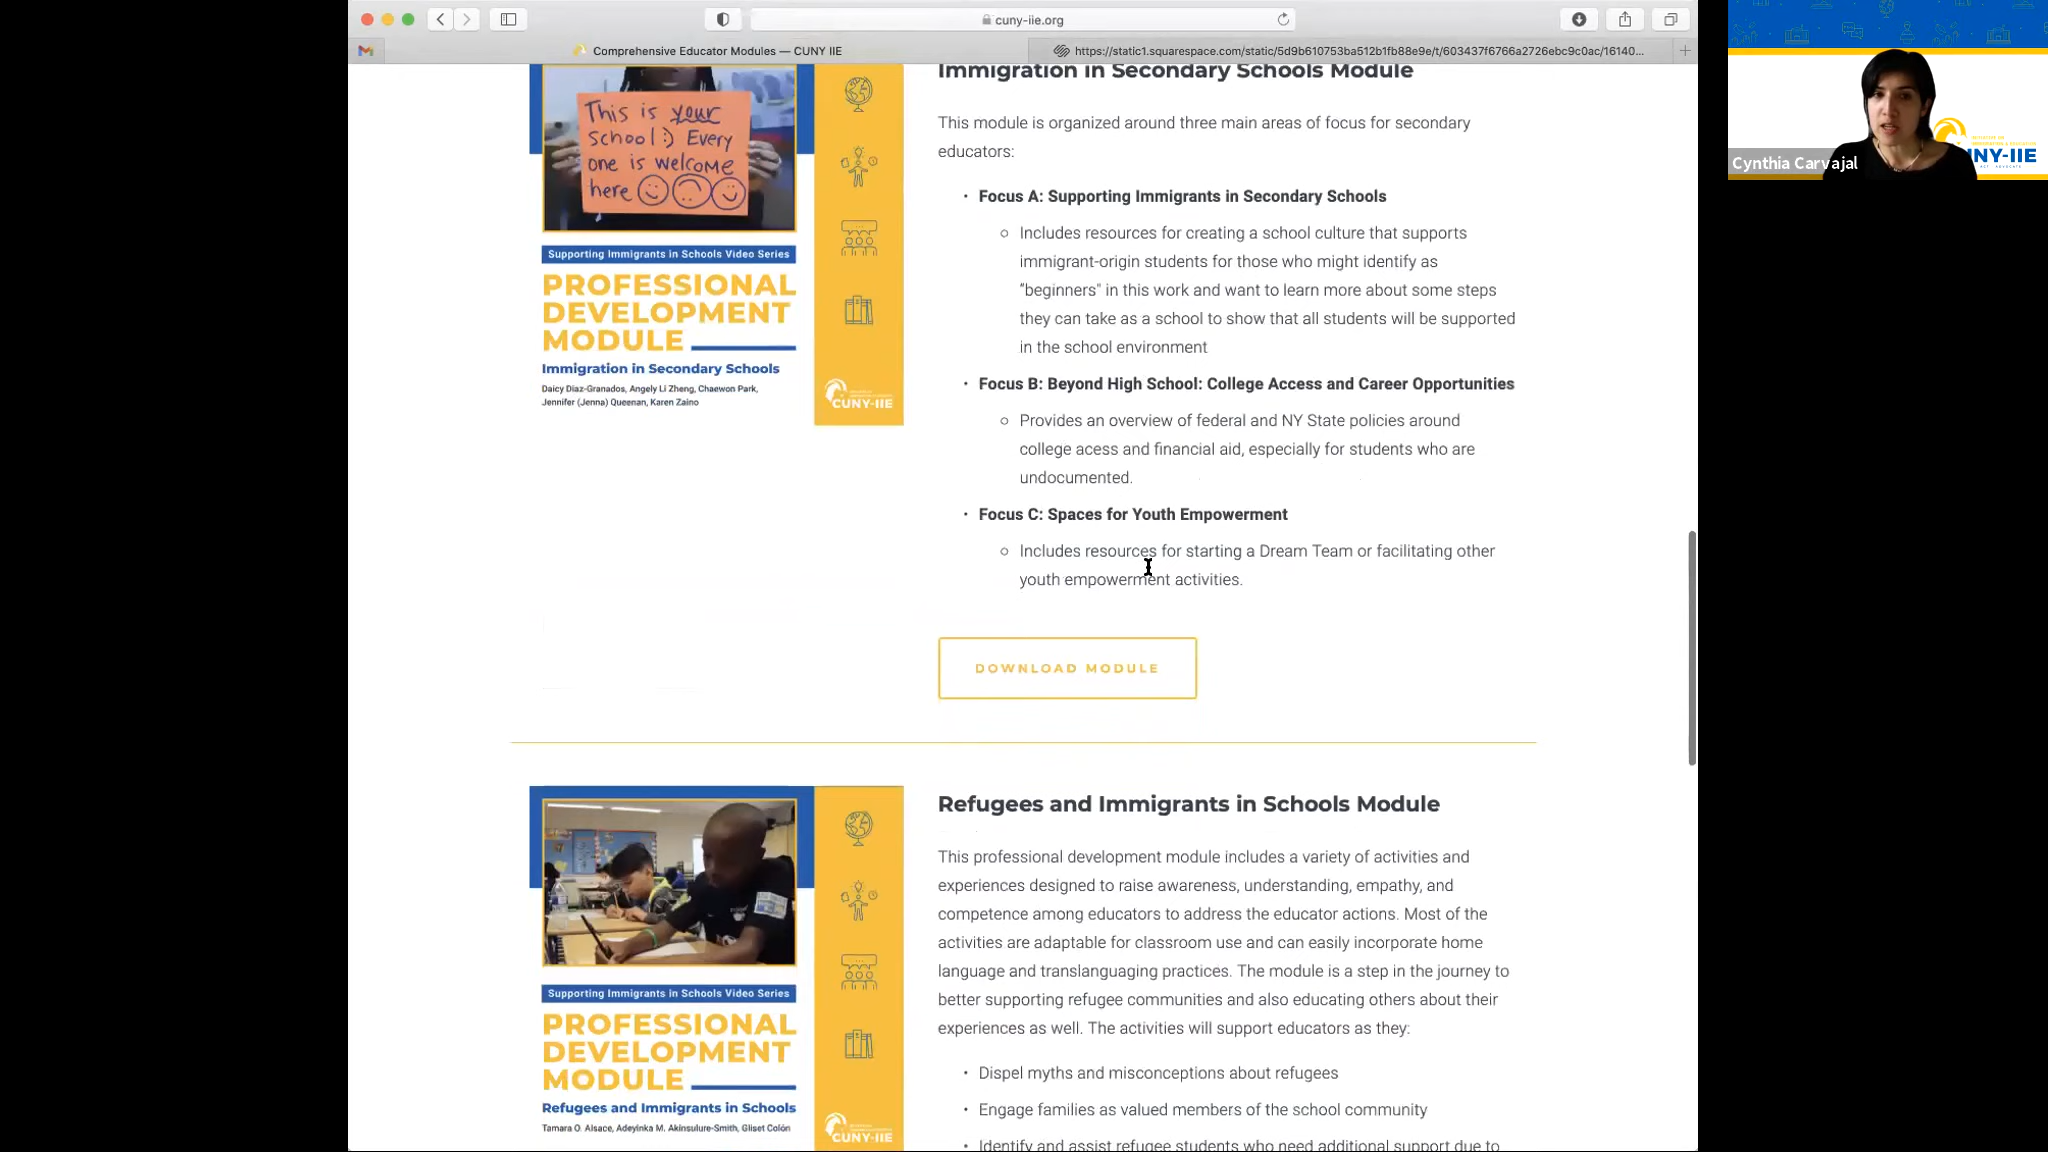 cuny-iie.org
Comprehensive Educator Modules — CUNY IIE
https://static1.squarespace.com/static/5d9b610753ba512b1fb88e9e/t/603437f6766a2726ebc9c0ac/16140...
This is your
school:) Every
one is welcome
here
Supporting Immigrants in Schools Video Series
PROFESSIONAL
DEVELOPMENT
MODULE
Immigration in Secondary Schools
Daicy Diaz-Granados, Angely Li Zheng, Chaewon Park,
Jennifer (Jenna) Queenan, Karen Zaino
CUNY-IIE
Immigration in Secondary Schools Module
This module is organized around three main areas of focus for secondary
educators:
• Focus A: Supporting Immigrants in Secondary Schools
Includes resources for creating a school culture that supports
immigrant-origin students for those who might identify as
"beginners" in this work and want to learn more about some steps
they can take as a school to show that all students will be supported
in the school environment
• Focus B: Beyond High School: College Access and Career Opportunities
Provides an overview of federal and NY State policies around
college acess and financial aid, especially for students who are
undocumented.
• Focus C: Spaces for Youth Empowerment
Includes resources for starting a Dream Team or facilitating other
youth empowerment activities.
DOWNLOAD MODULE
Supporting Immigrants in Schools Video Series
PROFESSIONAL
DEVELOPMENT
MODULE
Refugees and Immigrants in Schools
Tamara O. Alsace, Adeyinka M. Akinsulure-Smith, Gliset Colón
CUNY-IIE
Refugees and Immigrants in Schools Module
This professional development module includes a variety of activities and
experiences designed to raise awareness, understanding, empathy, and
competence among educators to address the educator actions. Most of the
activities are adaptable for classroom use and can easily incorporate home
language and translanguaging practices. The module is a step in the journey to
better supporting refugee communities and also educating others about their
experiences as well. The activities will support educators as they:
• Dispel myths and misconceptions about refugees
• Engage families as valued members of the school community
• Identify and assist refugee students who need additional support due to
Cynthia Carvajal
NY-IIE